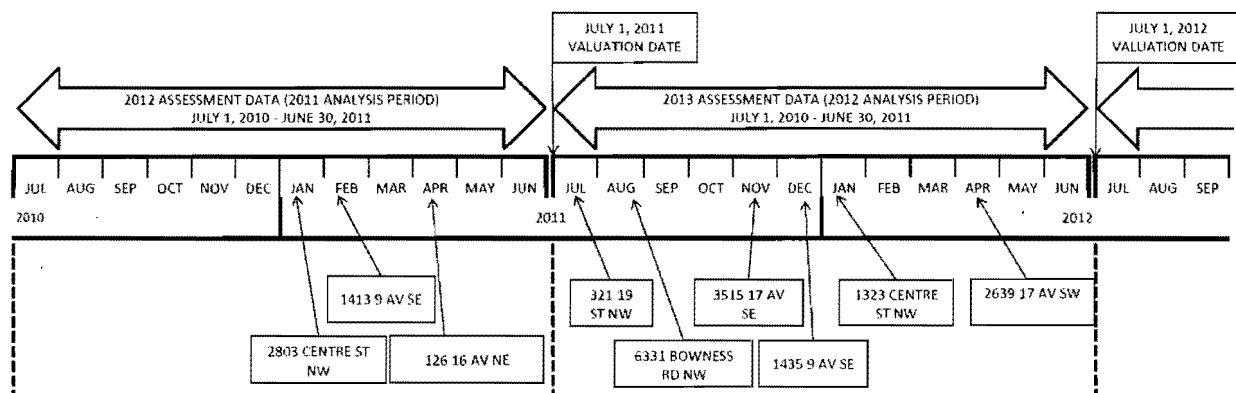 JULY 1, 2011
VALUATION DATE
JULY 1, 2012
VALUATION DATE
2012 ASSESSMENT DATA (2011 ANALYSIS PERIOD)
JULY 1, 2010 - JUNE 30, 2011
2013 ASSESSMENT DATA (2012 ANALYSIS PERIOD)
JULY 1, 2010 - JUNE 30, 2011
JUL AUG SEP OCT NOV DEC JAN FEB MAR APR MAY JUN JUL AUG SEP OCT NOV DEC JAN FEB MAR APR MAY JUN JUL AUG SEP
2010 2011 2012
1413 9 AV SE
321 19
ST NW
3515 17 AV
SE
1323 CENTRE
ST NW
2639 17 AV SW
2803 CENTRE ST
NW
126 16 AV NE
6331 BOWNESS
RD NW
1435 9 AV SE